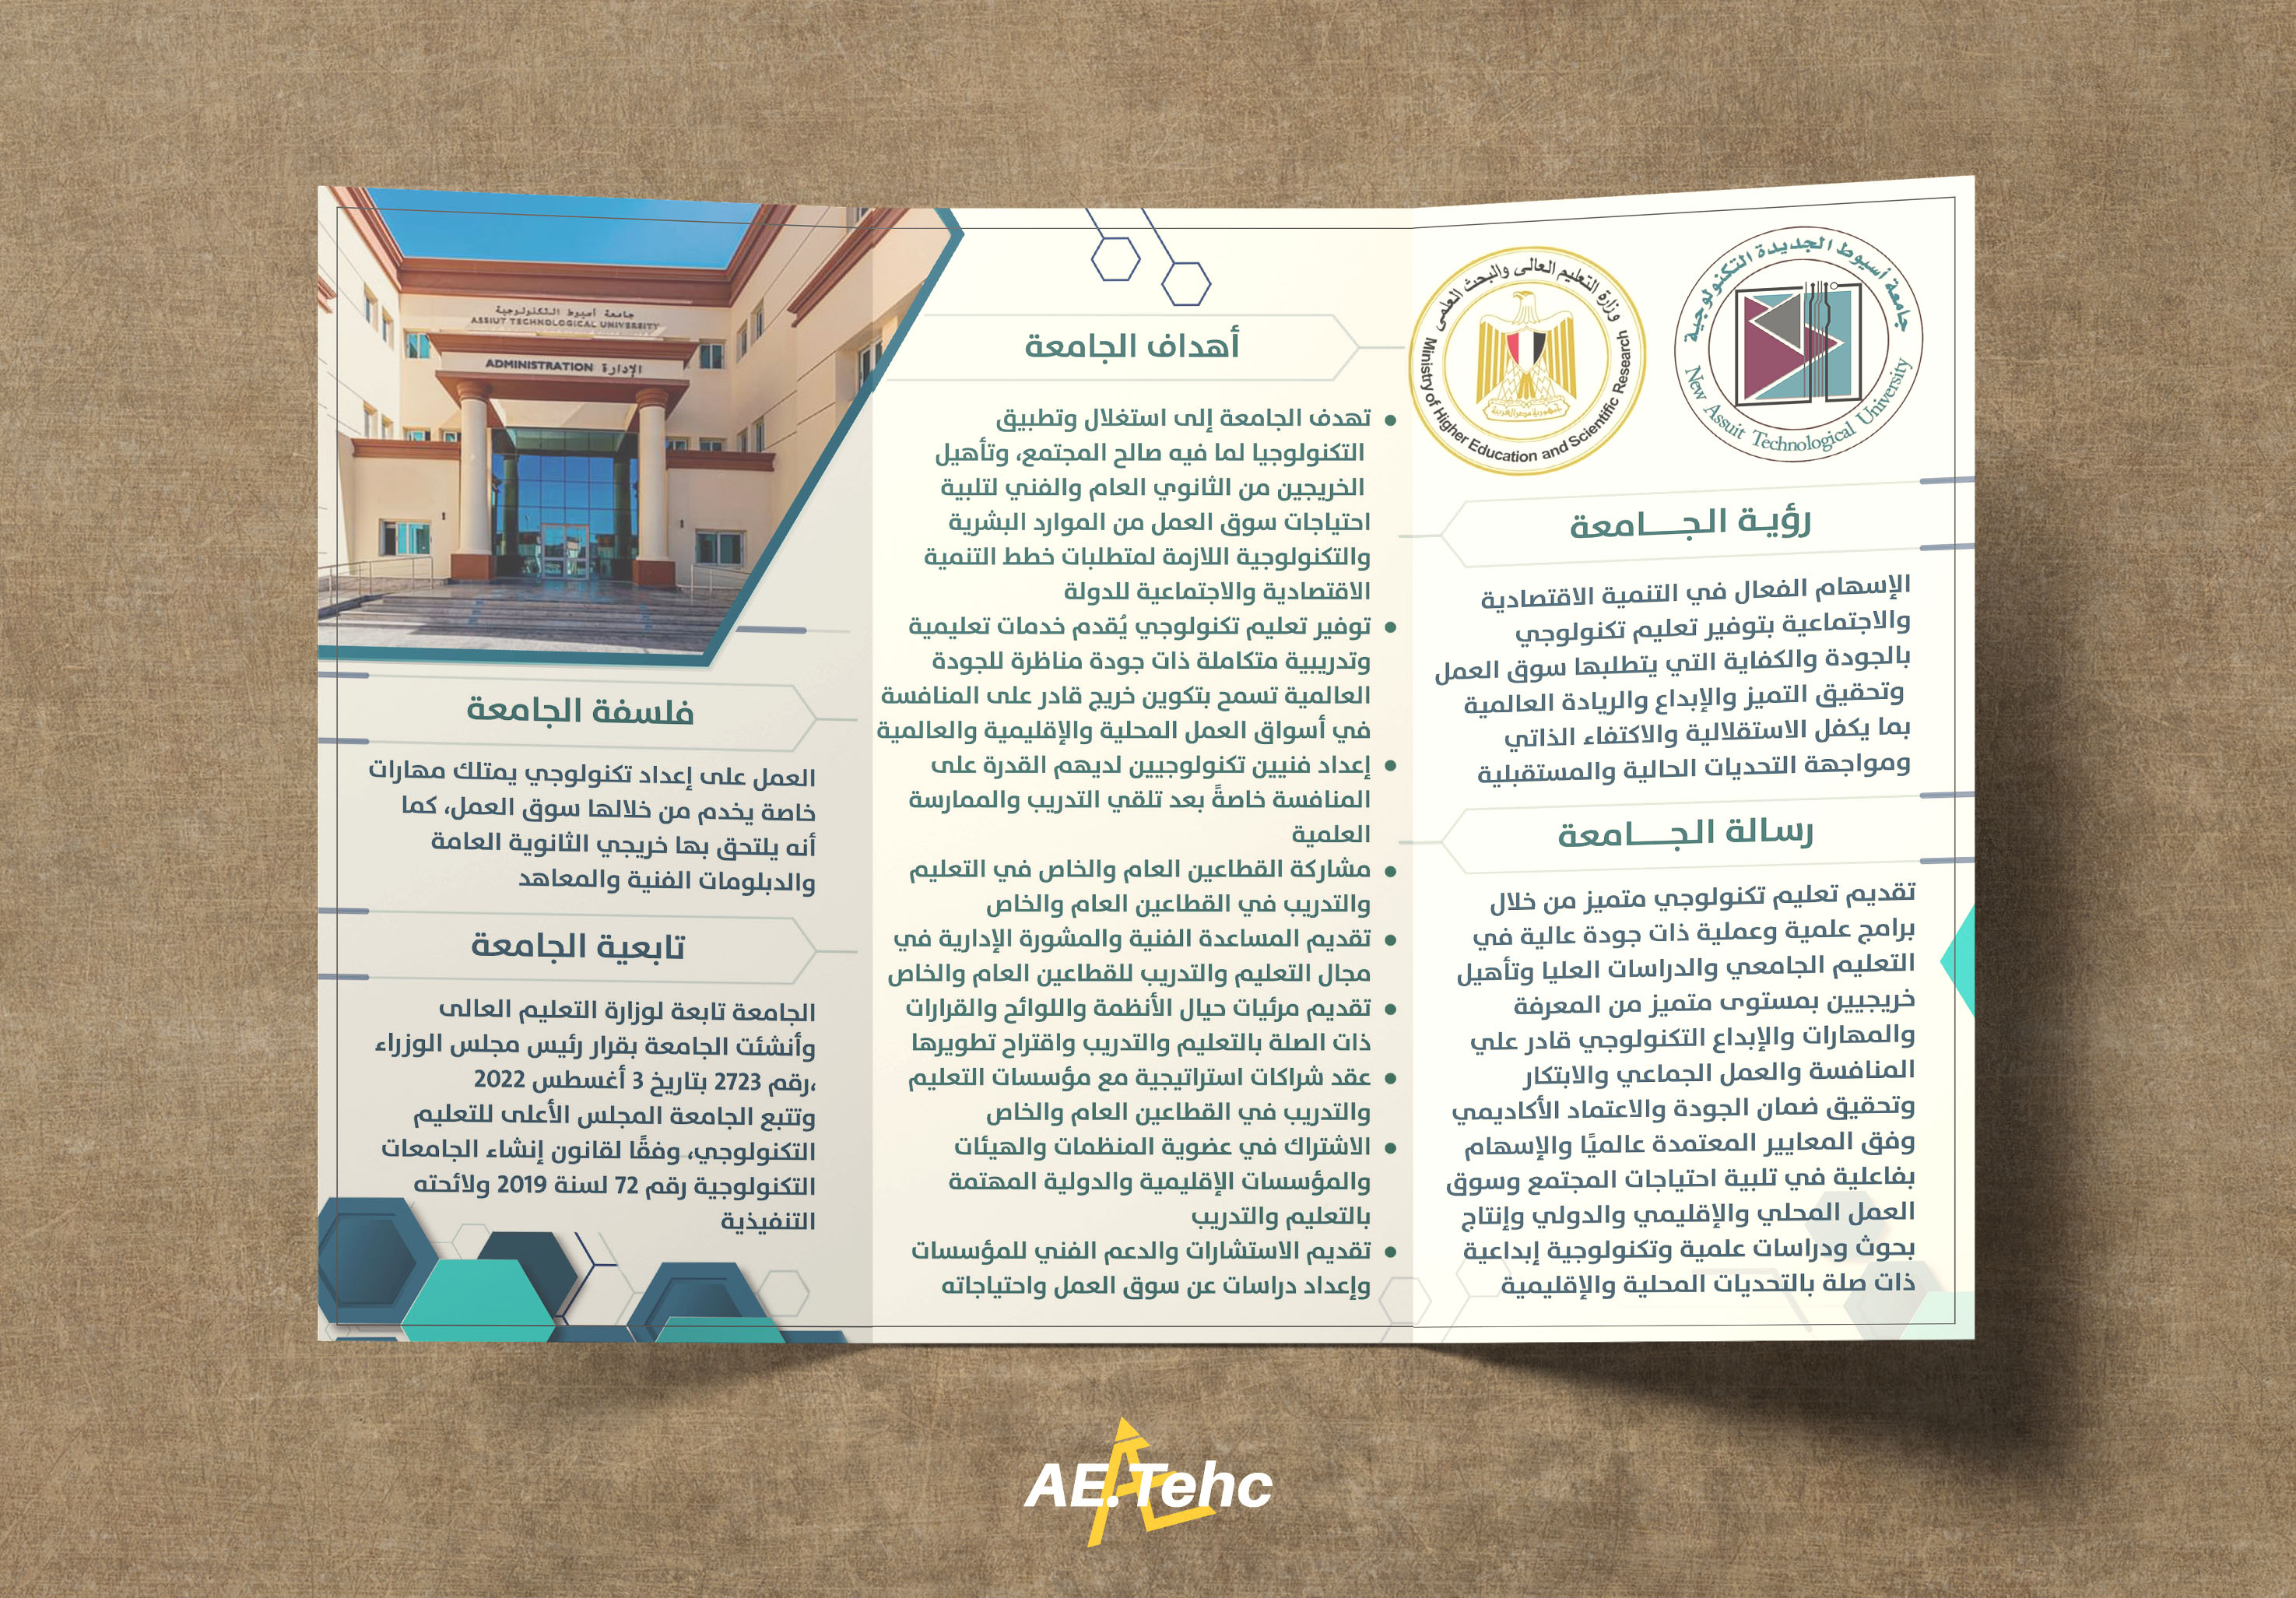 جامعة أسيوط الجديدة التكنولوجية
New Assuit Technological University
وزارة التعليم العالى والبحث العلمى
Ministry of Higher Education and Scientific Research
جمهورية مصر العربية
رؤية الجـــامعة
الإسهام الفعال في التنمية الاقتصادية
والاجتماعية بتوفير تعليم تكنولوجي
بالجودة والكفاية التي يتطلبها سوق العمل
وتحقيق التميز والإبداع والريادة العالمية
بما يكفل الاستقلالية والاكتفاء الذاتي
ومواجهة التحديات الحالية والمستقبلية
رسالة الجـــامعة
تقديم تعليم تكنولوجي متميز من خلال
برامج علمية وعملية ذات جودة عالية في
التعليم الجامعي والدراسات العليا وتأهيل
خريجيين بمستوى متميز من المعرفة
والمهارات والإبداع التكنولوجي قادر علي
المنافسة والعمل الجماعي والابتكار
وتحقيق ضمان الجودة والاعتماد الأكاديمي
وفق المعايير المعتمدة عالميًا والإسهام
بفاعلية في تلبية احتياجات المجتمع وسوق
العمل المحلي والإقليمي والدولي وإنتاج
بحوث ودراسات علمية وتكنولوجية إبداعية
ذات صلة بالتحديات المحلية والإقليمية
أهداف الجامعة
• تهدف الجامعة إلى استغلال وتطبيق
التكنولوجيا لما فيه صالح المجتمع، وتأهيل
الخريجين من الثانوي العام والفني لتلبية
احتياجات سوق العمل من الموارد البشرية
والتكنولوجية اللازمة لمتطلبات خطط التنمية
الاقتصادية والاجتماعية للدولة
• توفير تعليم تكنولوجي يُقدم خدمات تعليمية
وتدريبية متكاملة ذات جودة مناظرة للجودة
العالمية تسمح بتكوين خريج قادر على المنافسة
في أسواق العمل المحلية والإقليمية والعالمية
• إعداد فنيين تكنولوجيين لديهم القدرة على
المنافسة خاصةً بعد تلقي التدريب والممارسة
العلمية
• مشاركة القطاعين العام والخاص في التعليم
والتدريب في القطاعين العام والخاص
• تقديم المساعدة الفنية والمشورة الإدارية في
مجال التعليم والتدريب للقطاعين العام والخاص
• تقديم مرئيات حيال الأنظمة واللوائح والقرارات
ذات الصلة بالتعليم والتدريب واقتراح تطويرها
• عقد شراكات استراتيجية مع مؤسسات التعليم
والتدريب في القطاعين العام والخاص
• الاشتراك في عضوية المنظمات والهيئات
والمؤسسات الإقليمية والدولية المهتمة
بالتعليم والتدريب
• تقديم الاستشارات والدعم الفني للمؤسسات
وإعداد دراسات عن سوق العمل واحتياجاته
جامعة أسيوط التكنولوجية
ASSIUT TECHNOLOGICAL UNIVERSITY
ADMINISTRATION الإدارة
فلسفة الجامعة
العمل على إعداد تكنولوجي يمتلك مهارات
خاصة يخدم من خلالها سوق العمل، كما
أنه يلتحق بها خريجي الثانوية العامة
والدبلومات الفنية والمعاهد
تابعية الجامعة
الجامعة تابعة لوزارة التعليم العالى
وأنشئت الجامعة بقرار رئيس مجلس الوزراء
،رقم 2723 بتاريخ 3 أغسطس 2022
وتتبع الجامعة المجلس الأعلى للتعليم
التكنولوجي، وفقًا لقانون إنشاء الجامعات
التكنولوجية رقم 72 لسنة 2019 ولائحته
التنفيذية
AE.Tehc